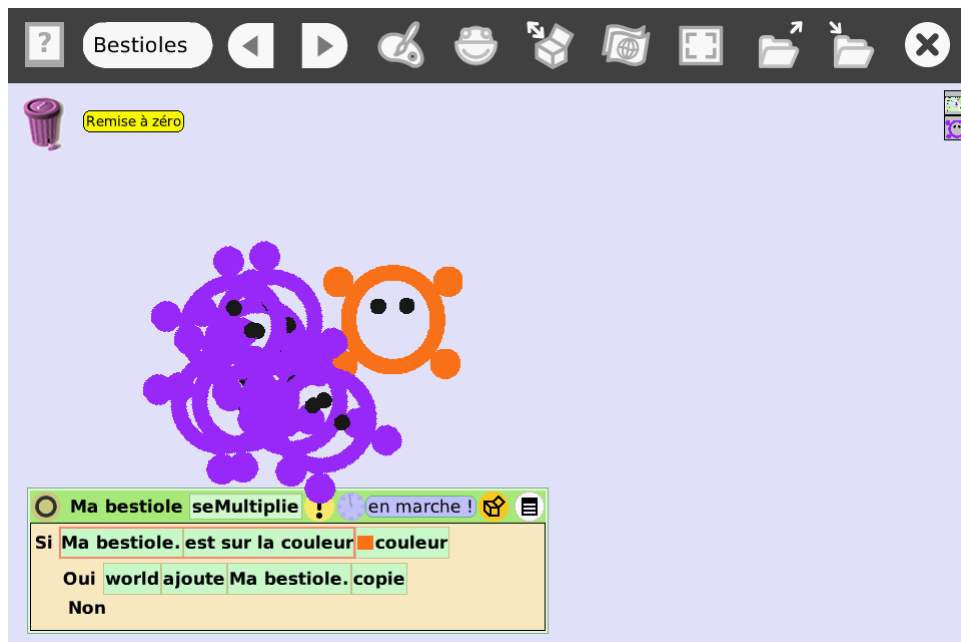 ?
Bestioles
Remise à zéro
Ma bestiole seMultiplie ! en marche !
Si Ma bestiole. est sur la couleur couleur
Oui world ajoute Ma bestiole. copie
Non